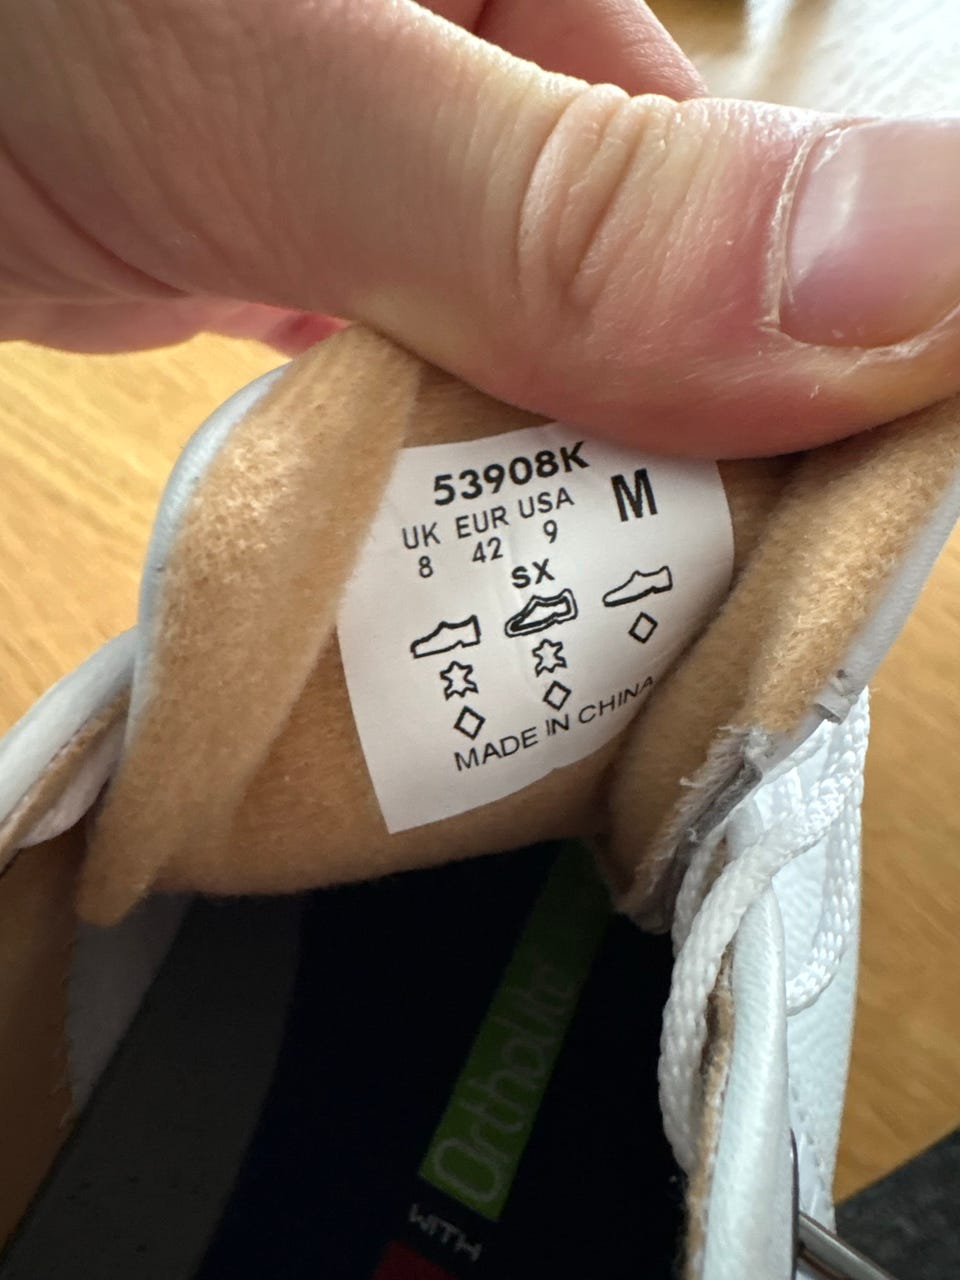 53908K
UK EUR USA M
8 42 9
SX
MADE IN CHINA
Ortholite
WITH